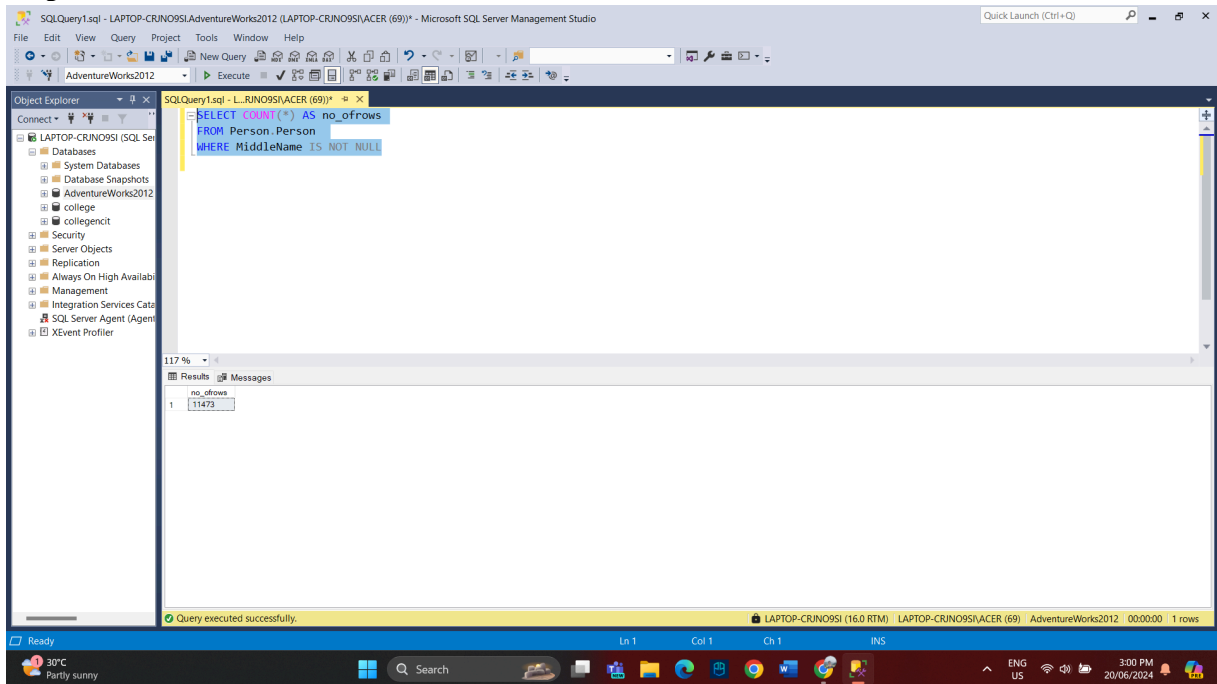 SQLQuery1.sql - LAPTOP-CRJNO9SI.AdventureWorks2012 (LAPTOP-CRJNO9SI\ACER (69))* - Microsoft SQL Server Management Studio
Quick Launch (Ctrl+Q)
File Edit View Query Project Tools Window Help
New Query
AdventureWorks2012
Execute
Object Explorer
SQLQuery1.sql - L...RJNO9SI\ACER (69))*
Connect
LAPTOP-CRJNO9SI (SQL Ser
Databases
System Databases
Database Snapshots
AdventureWorks2012
college
collegencit
Security
Server Objects
Replication
Always On High Availabi
Management
Integration Services Cata
SQL Server Agent (Agent
XEvent Profiler
SELECT COUNT(*) AS no_ofrows
FROM Person.Person
WHERE MiddleName IS NOT NULL
117 %
Results Messages
no_ofrows
1 11473
Query executed successfully.
LAPTOP-CRJNO9SI (16.0 RTM) LAPTOP-CRJNO9SI\ACER (69) AdventureWorks2012 00:00:00 1 rows
Ready Ln 1 Col 1 Ch 1 INS
1
30°C
Partly sunny
Search
ENG
US
3:00 PM
20/06/2024